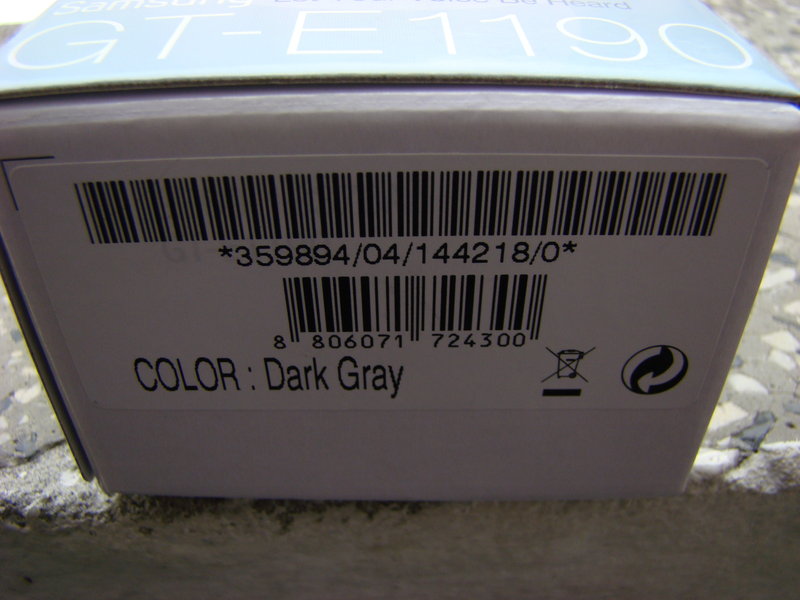 Samsung Let Your Voice Be Heard
GT-E1190
*359894/04/144218/0*
8 806071 724300
COLOR : Dark Gray